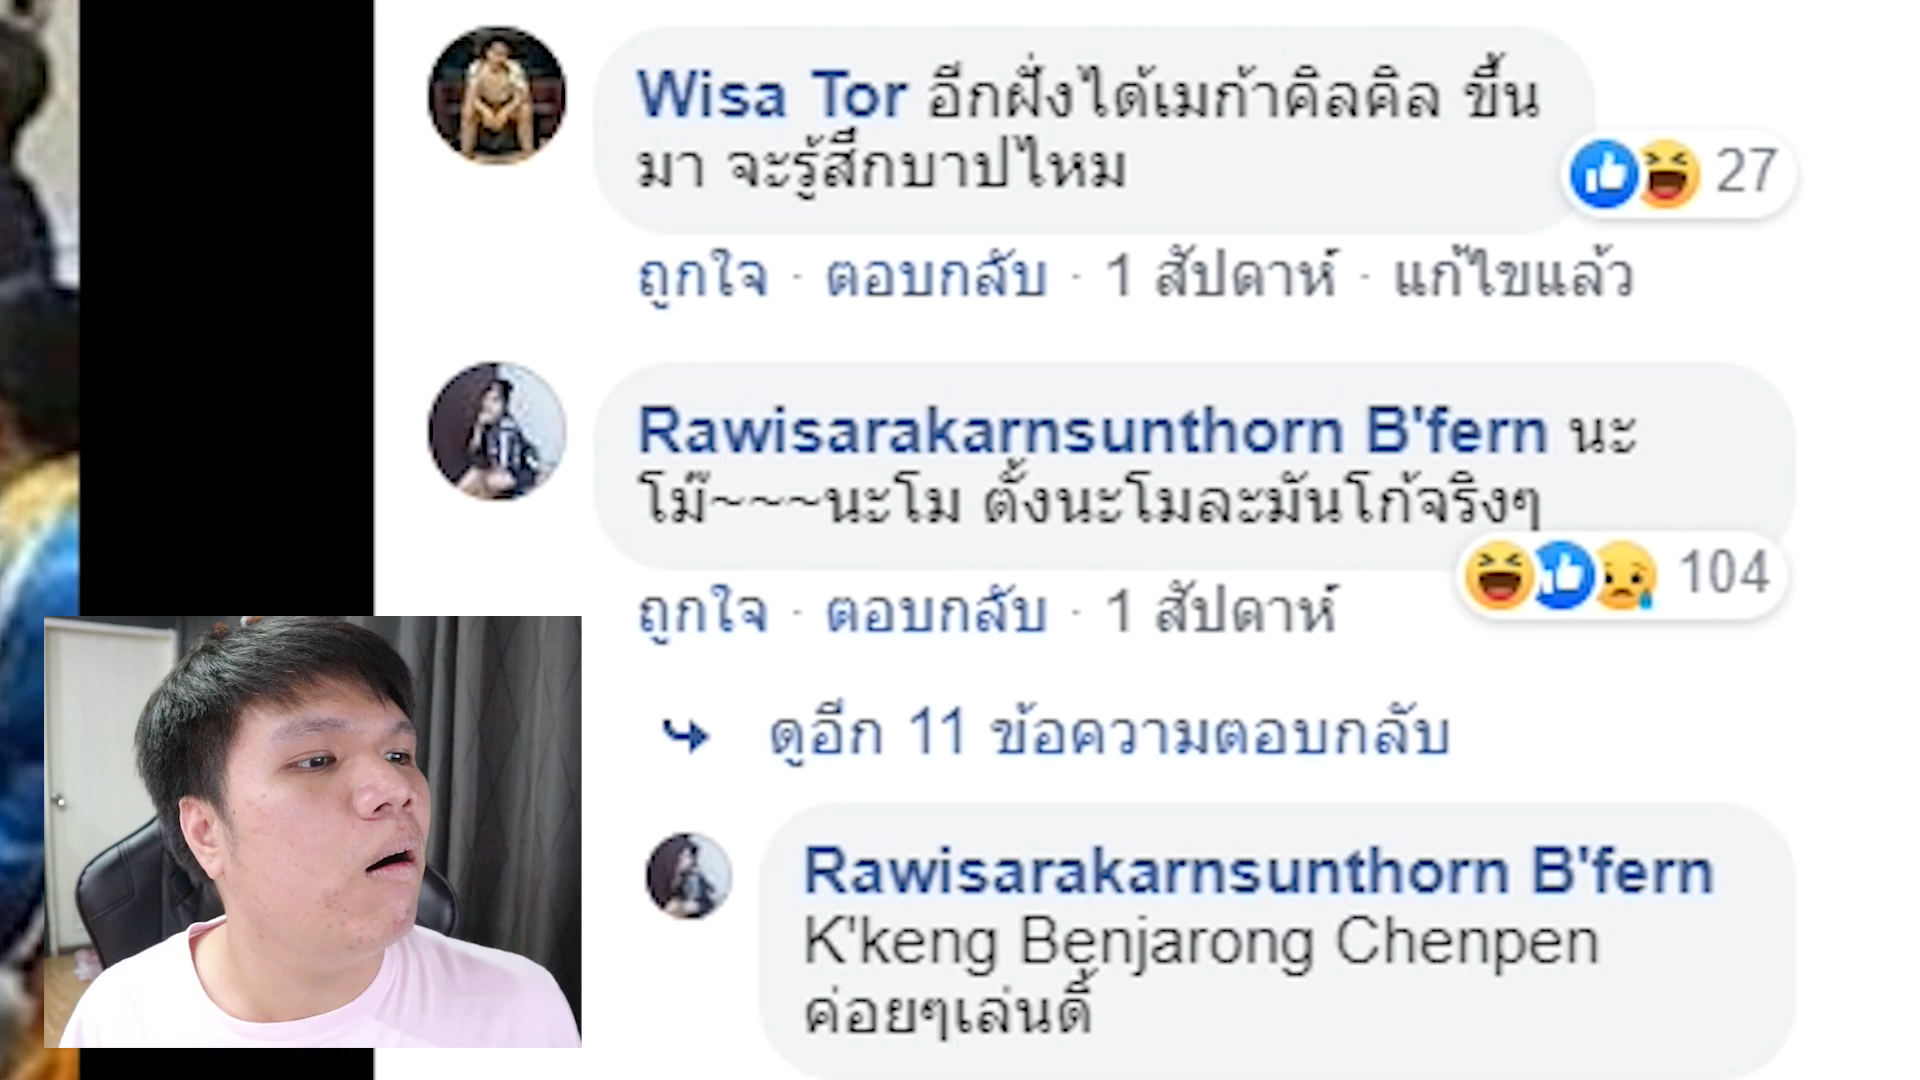 Wisa Tor อีกฝั่งได้เมก้าคิลคิล ขึ้น
มา จะรู้สึกบาปไหม
27
ถูกใจ · ตอบกลับ · 1 สัปดาห์ · แก้ไขแล้ว
Rawisarakarnsunthorn B'fern นะ
โม๊~~~นะโม ตั้งนะโมละมันโก้จริงๆ
104
ถูกใจ · ตอบกลับ · 1 สัปดาห์
ดูอีก 11 ข้อความตอบกลับ
Rawisarakarnsunthorn B'fern
K'keng Benjarong Chenpen
ค่อยๆเล่นดิ้